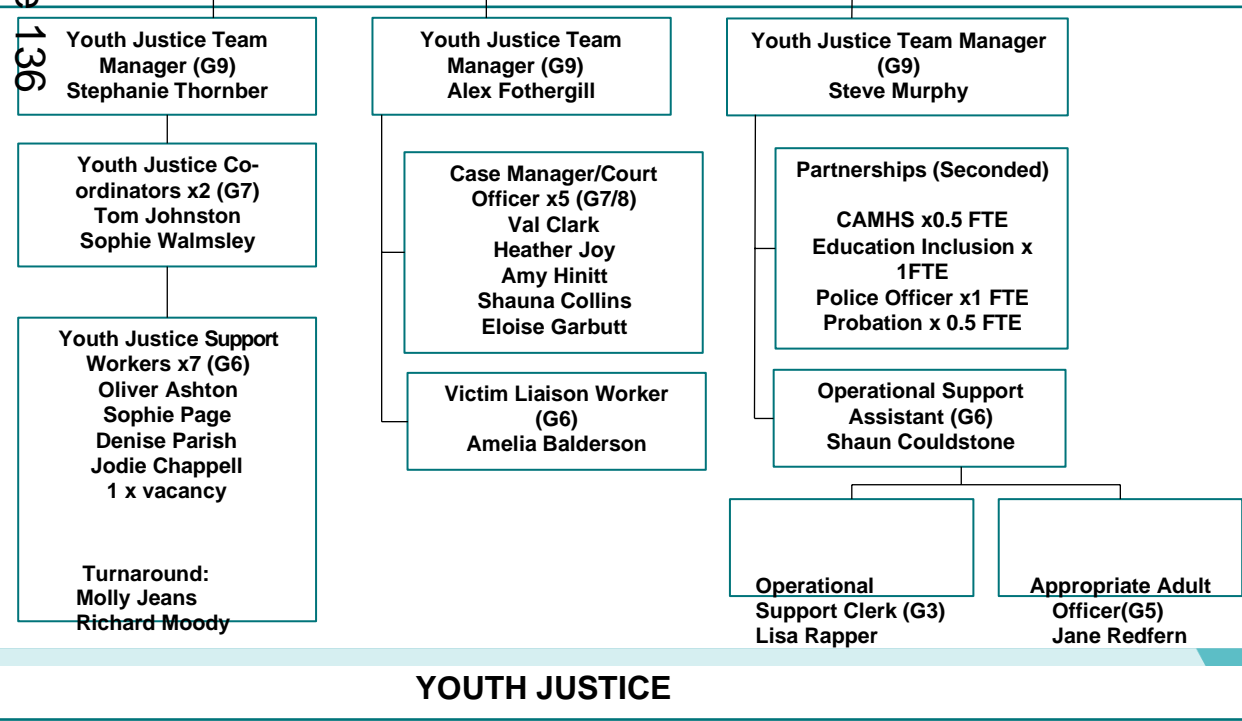 e 136
Youth Justice Team
Manager (G9)
Stephanie Thornber
Youth Justice Co-
ordinators x2 (G7)
Tom Johnston
Sophie Walmsley
Youth Justice Support
Workers x7 (G6)
Oliver Ashton
Sophie Page
Denise Parish
Jodie Chappell
1 x vacancy
Turnaround:
Molly Jeans
Richard Moody
Youth Justice Team
Manager (G9)
Alex Fothergill
Case Manager/Court
Officer x5 (G7/8)
Val Clark
Heather Joy
Amy Hinitt
Shauna Collins
Eloise Garbutt
Victim Liaison Worker
(G6)
Amelia Balderson
Youth Justice Team Manager
(G9)
Steve Murphy
Partnerships (Seconded)
CAMHS x0.5 FTE
Education Inclusion x
1FTE
Police Officer x1 FTE
Probation x 0.5 FTE
Operational Support
Assistant (G6)
Shaun Couldstone
Operational
Support Clerk (G3)
Lisa Rapper
Appropriate Adult
Officer(G5)
Jane Redfern
YOUTH JUSTICE